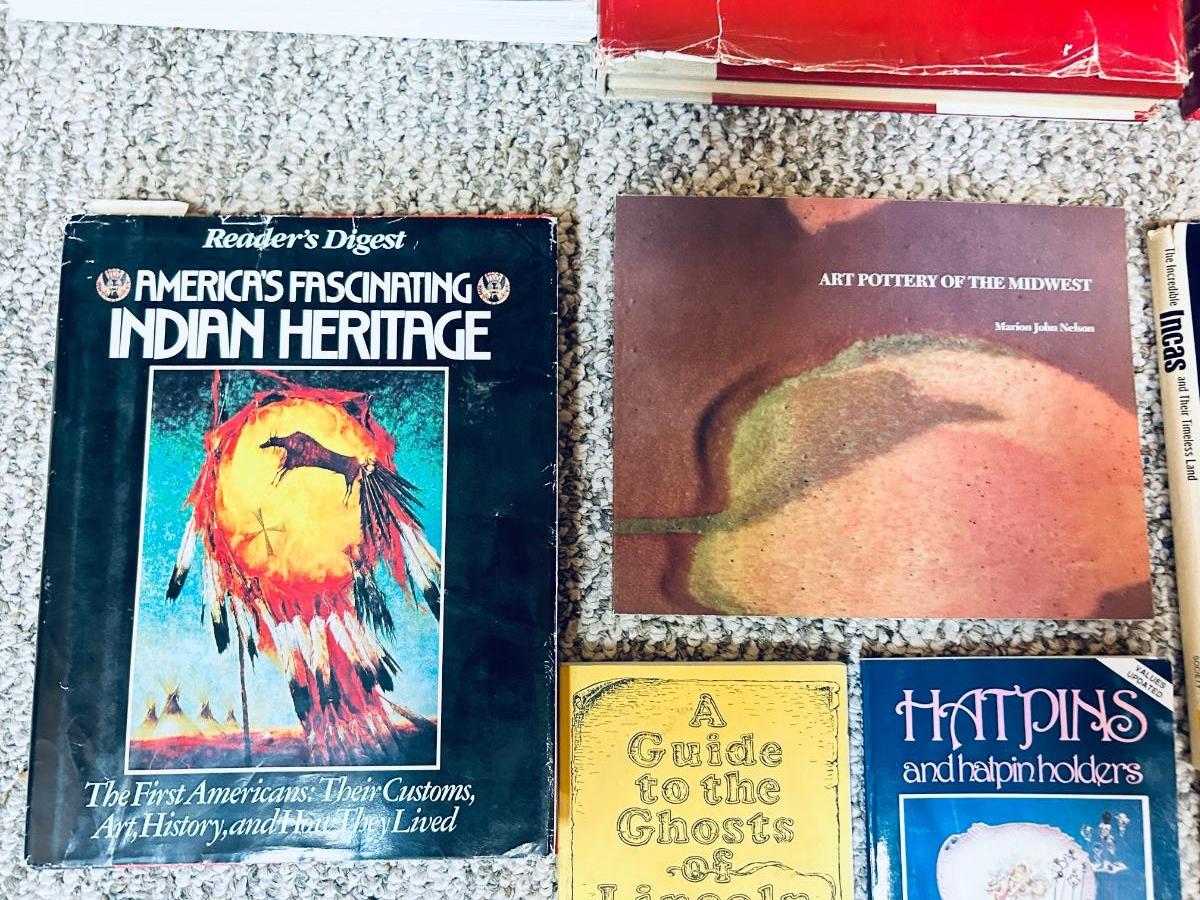 Reader's Digest
AMERICA'S FASCINATING
INDIAN HERITAGE
The First Americans: Their Customs,
Art, History, and How They Lived
ART POTTERY OF THE MIDWEST
Marion John Nelson
The Incredible Incas and Their Timeless Land
A
Guide
to the
Ghosts
of
Lincoln
VALUES
UPDATED
HATPINS
and hatpin holders